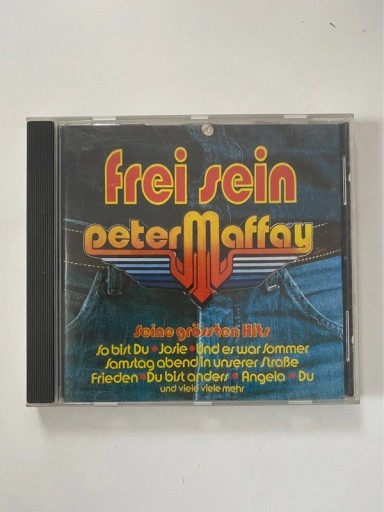 frei sein
peter Maffay
seine grössten Hits
So bist Du • Josie • Und es war Sommer
Samstag abend in unserer Straße
Frieden • Du bist anders • Angela • Du
und viele viele mehr